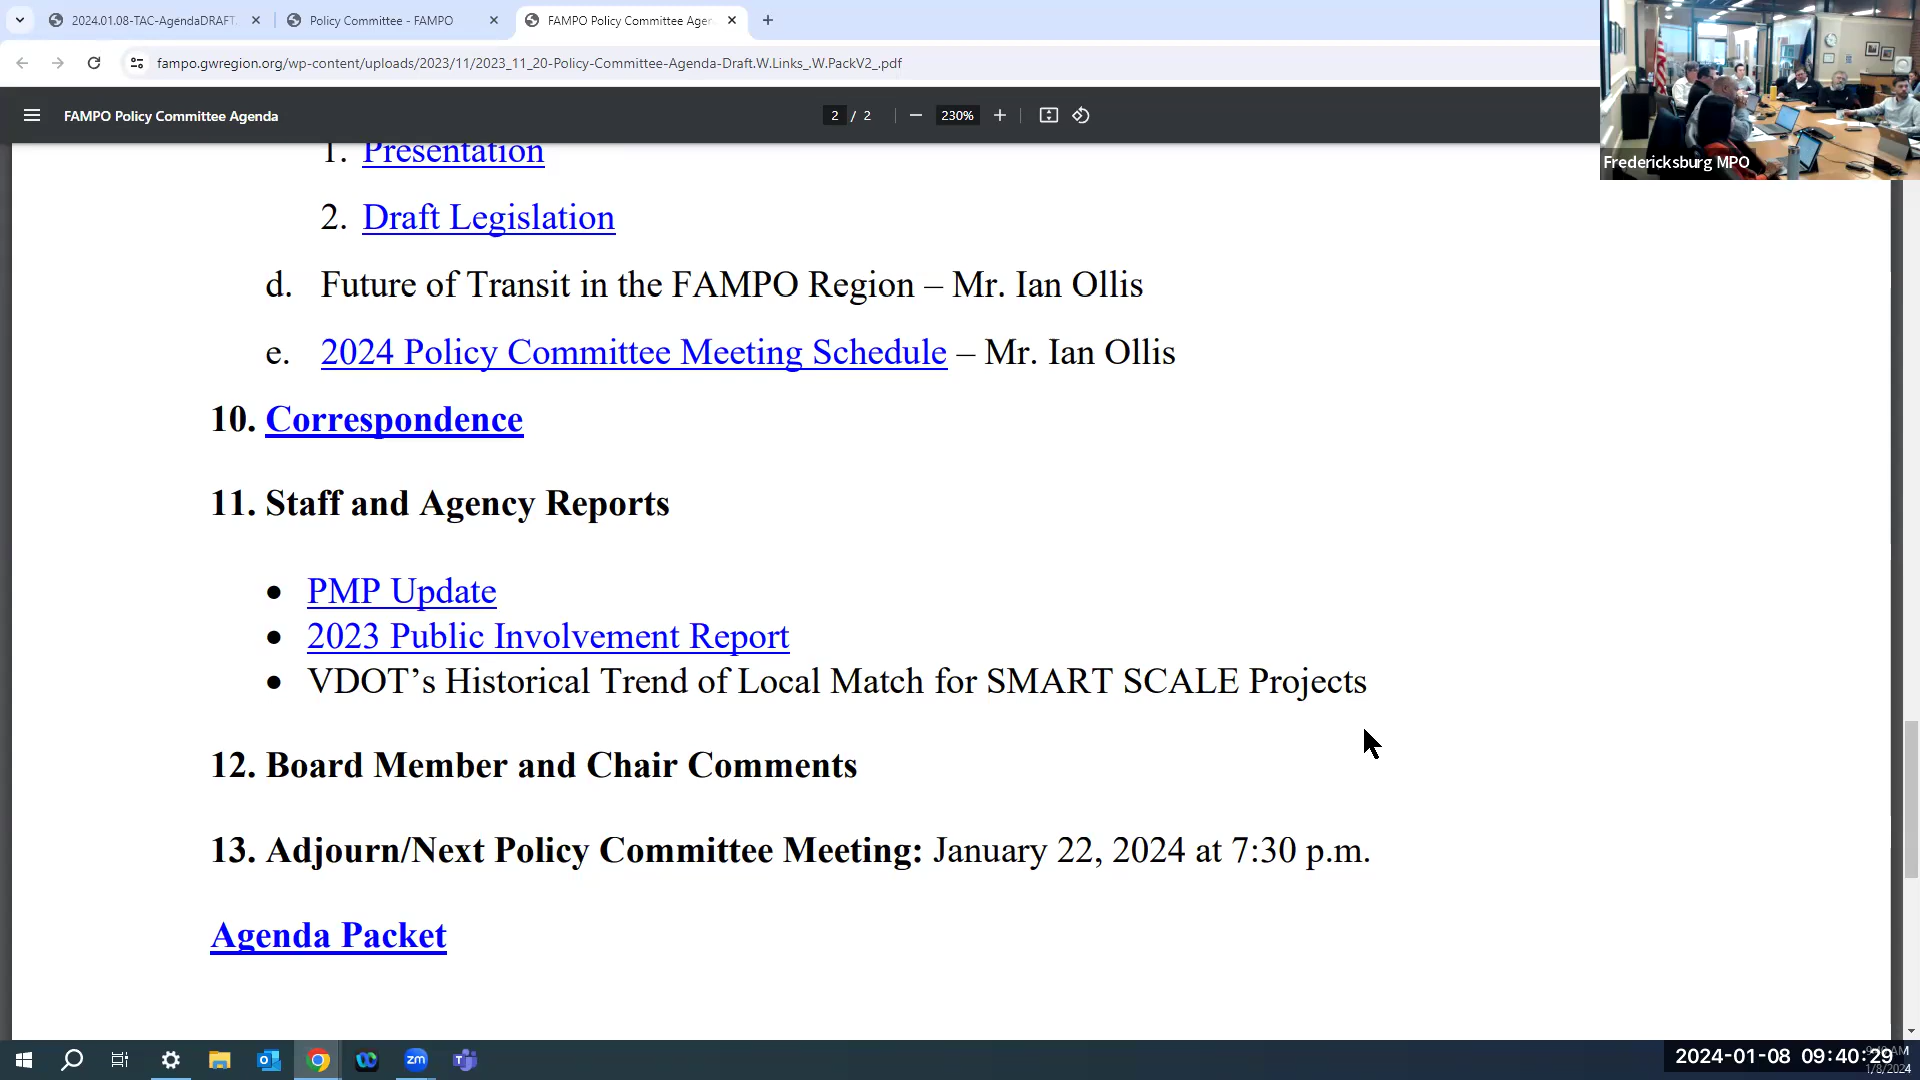 2024.01.08-TAC-AgendaDRAFT
Policy Committee - FAMPO
FAMPO Policy Committee Agen
fampo.gwregion.org/wp-content/uploads/2023/11/2023_11_20-Policy-Committee-Agenda-Draft.W.Links_.W.PackV2_.pdf
FAMPO Policy Committee Agenda
2 / 2
230%
Fredericksburg MPO
1. Presentation
2. Draft Legislation
d. Future of Transit in the FAMPO Region – Mr. Ian Ollis
e. 2024 Policy Committee Meeting Schedule – Mr. Ian Ollis
10. Correspondence
11. Staff and Agency Reports
• PMP Update
• 2023 Public Involvement Report
• VDOT’s Historical Trend of Local Match for SMART SCALE Projects
12. Board Member and Chair Comments
13. Adjourn/Next Policy Committee Meeting: January 22, 2024 at 7:30 p.m.
Agenda Packet
zm
2024-01-08 09:40:29
1/8/2024